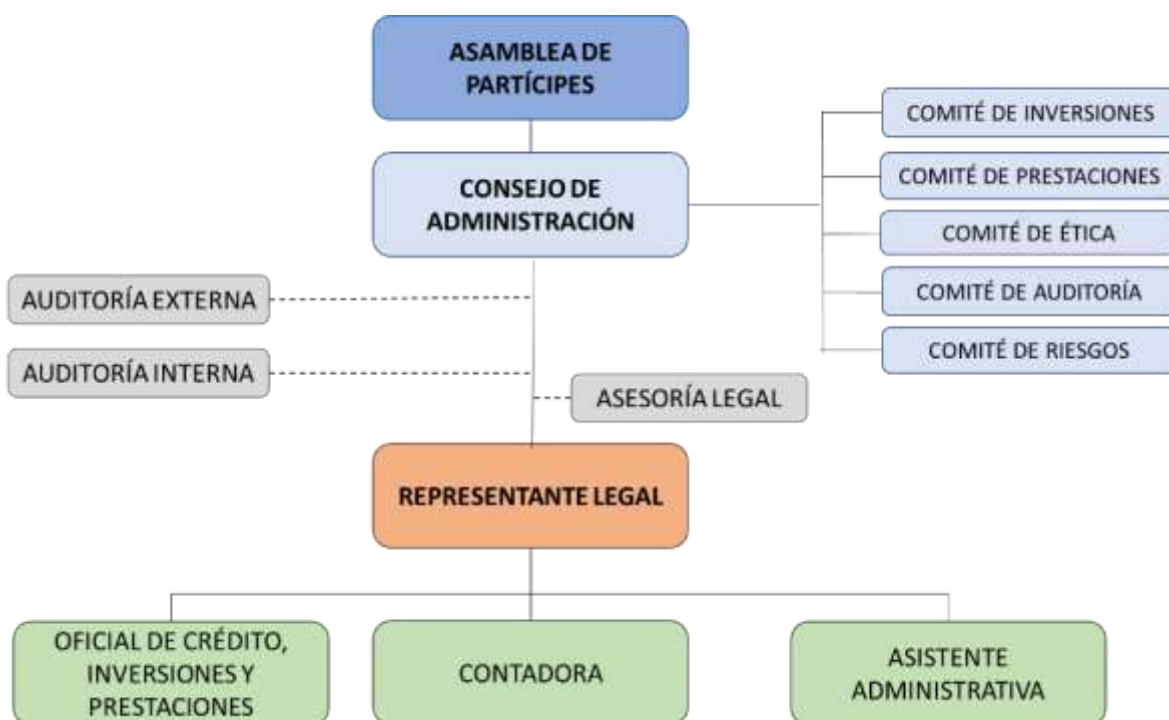 ASAMBLEA DE
PARTÍCIPES
CONSEJO DE
ADMINISTRACIÓN
COMITÉ DE INVERSIONES
COMITÉ DE PRESTACIONES
COMITÉ DE ÉTICA
COMITÉ DE AUDITORÍA
COMITÉ DE RIESGOS
AUDITORÍA EXTERNA
AUDITORÍA INTERNA
ASESORÍA LEGAL
REPRESENTANTE LEGAL
OFICIAL DE CRÉDITO,
INVERSIONES Y
PRESTACIONES
CONTADORA
ASISTENTE
ADMINISTRATIVA